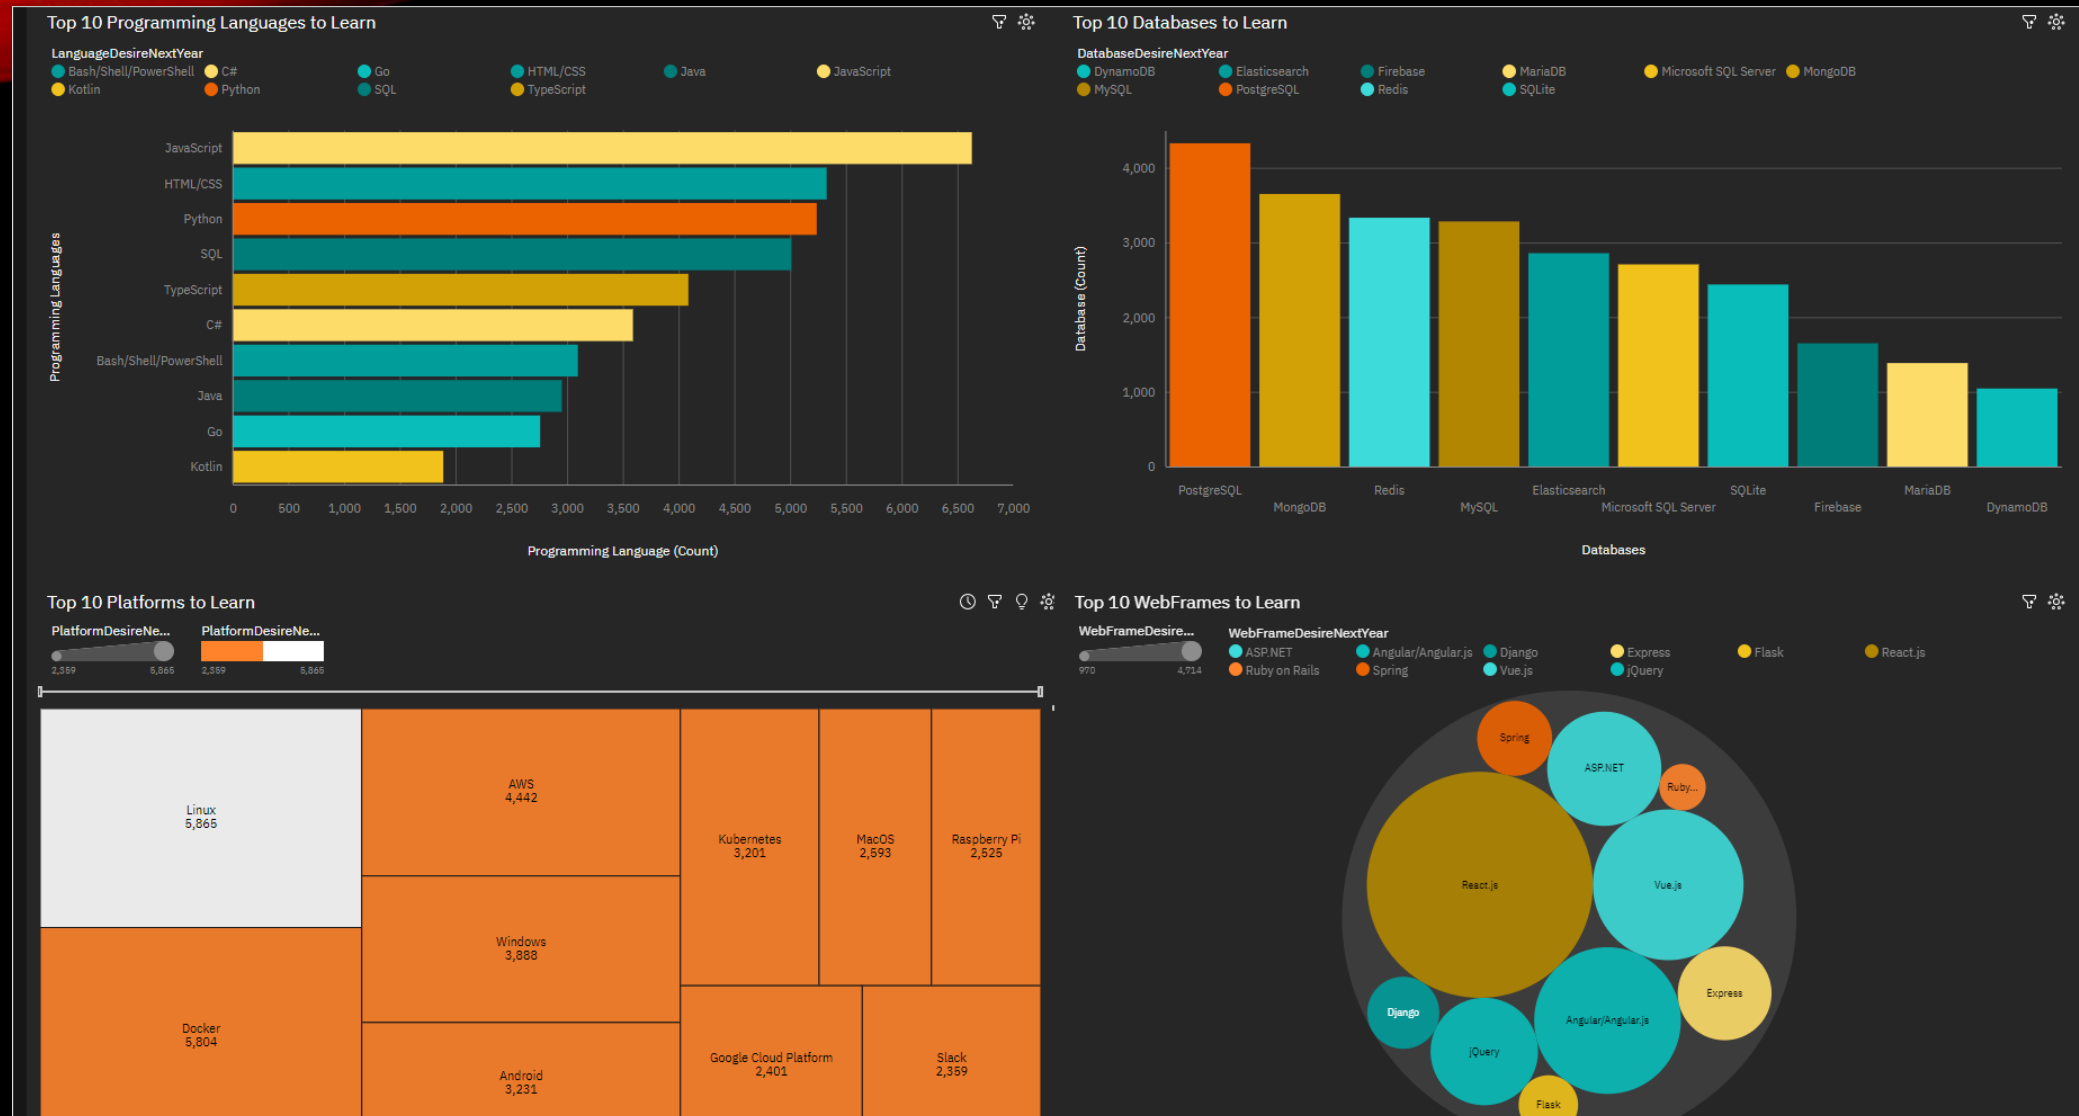 Top 10 Programming Languages to Learn
LanguageDesireNextYear
Bash/Shell/PowerShell C# Go HTML/CSS Java JavaScript
Kotlin Python SQL TypeScript
Programming Languages
JavaScript
HTML/CSS
Python
SQL
TypeScript
C#
Bash/Shell/PowerShell
Java
Go
Kotlin
0 500 1,000 1,500 2,000 2,500 3,000 3,500 4,000 4,500 5,000 5,500 6,000 6,500 7,000
Programming Language (Count)
Top 10 Databases to Learn
DatabaseDesireNextYear
DynamoDB Elasticsearch Firebase MariaDB Microsoft SQL Server MongoDB
MySQL PostgreSQL Redis SQLite
Database (Count)
4,000
3,000
2,000
1,000
0
PostgreSQL Redis Elasticsearch SQLite MariaDB
MongoDB MySQL Microsoft SQL Server Firebase DynamoDB
Databases
Top 10 Platforms to Learn
PlatformDesireNe... PlatformDesireNe...
2,359 5,865 2,359 5,865
Linux
5,865
Docker
5,804
AWS
4,442
Windows
3,888
Android
3,231
Kubernetes
3,201
MacOS
2,593
Raspberry Pi
2,525
Google Cloud Platform
2,401
Slack
2,359
Top 10 WebFrames to Learn
WebFrameDesire... WebFrameDesireNextYear
970 4,714
ASP.NET Angular/Angular.js Django Express Flask React.js
Ruby on Rails Spring Vue.js jQuery
Spring
ASP.NET
Ruby...
React.js
Vue.js
Express
Django
Angular/Angular.js
jQuery
Flask